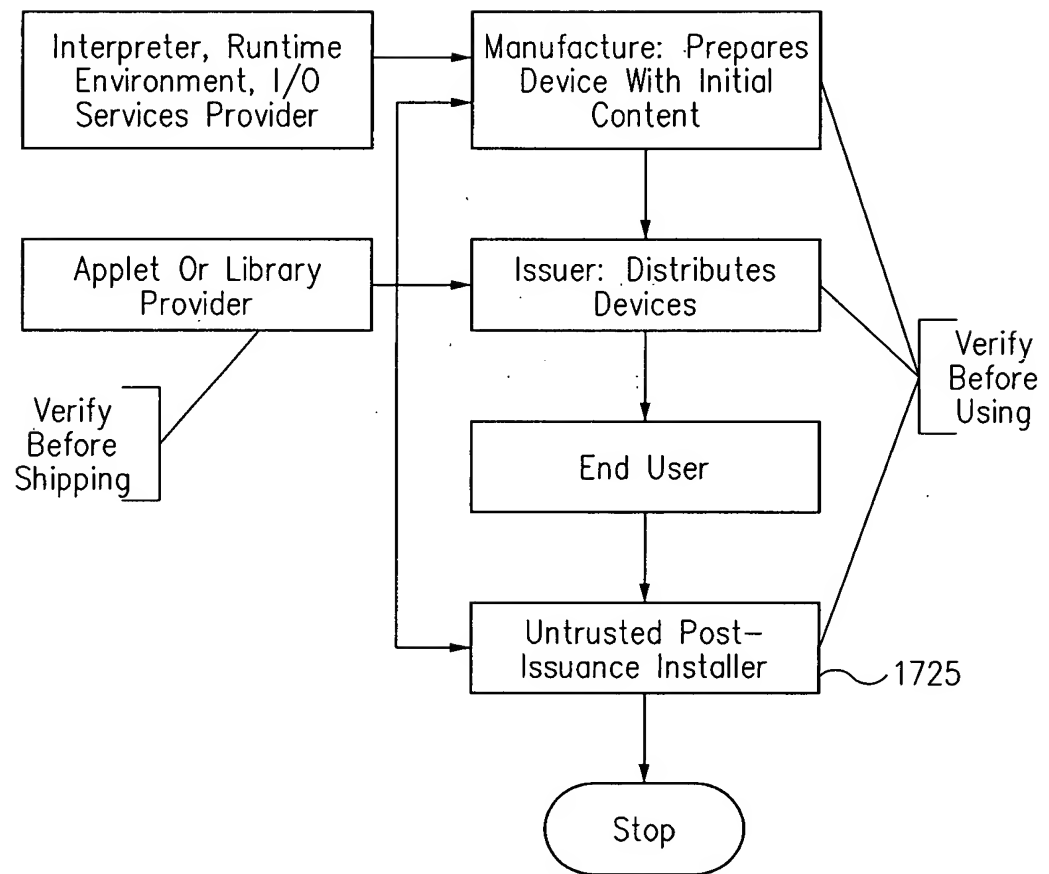 Interpreter, Runtime
Environment, I/O
Services Provider
Manufacture: Prepares
Device With Initial
Content
Applet Or Library
Provider
Issuer: Distributes
Devices
Verify
Before
Using
Verify
Before
Shipping
End User
Untrusted Post-
Issuance Installer
1725
Stop